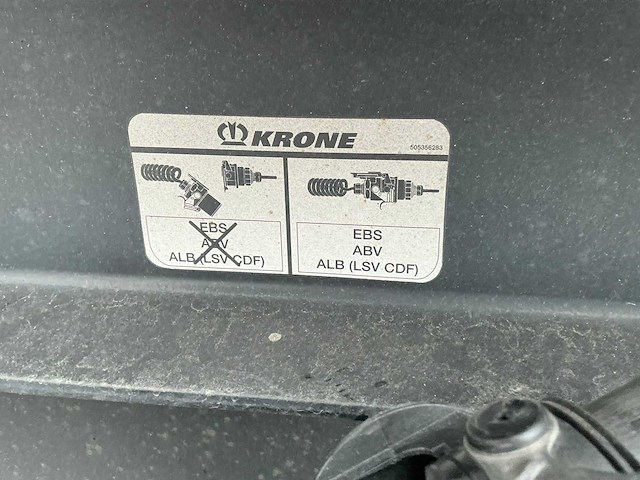 KRONE
505356283
EBS
ABV
ALB (LSV CDF)
EBS
ABV
ALB (LSV CDF)